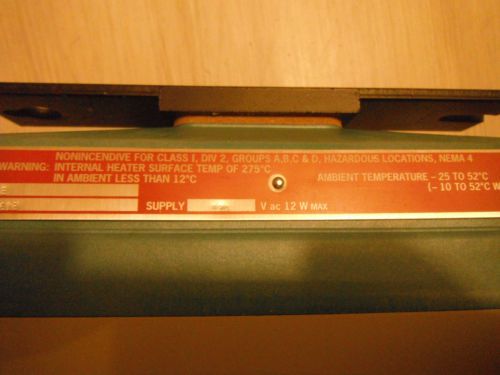 NONINCENDIVE FOR CLASS I, DIV 2, GROUPS A,B,C & D, HAZARDOUS LOCATIONS, NEMA 4
WARNING: INTERNAL HEATER SURFACE TEMP OF 275°C
IN AMBIENT LESS THAN 12°C
AMBIENT TEMPERATURE - 25 TO 52°C
(- 10 TO 52°C W
SUPPLY V ac 12 W MAX